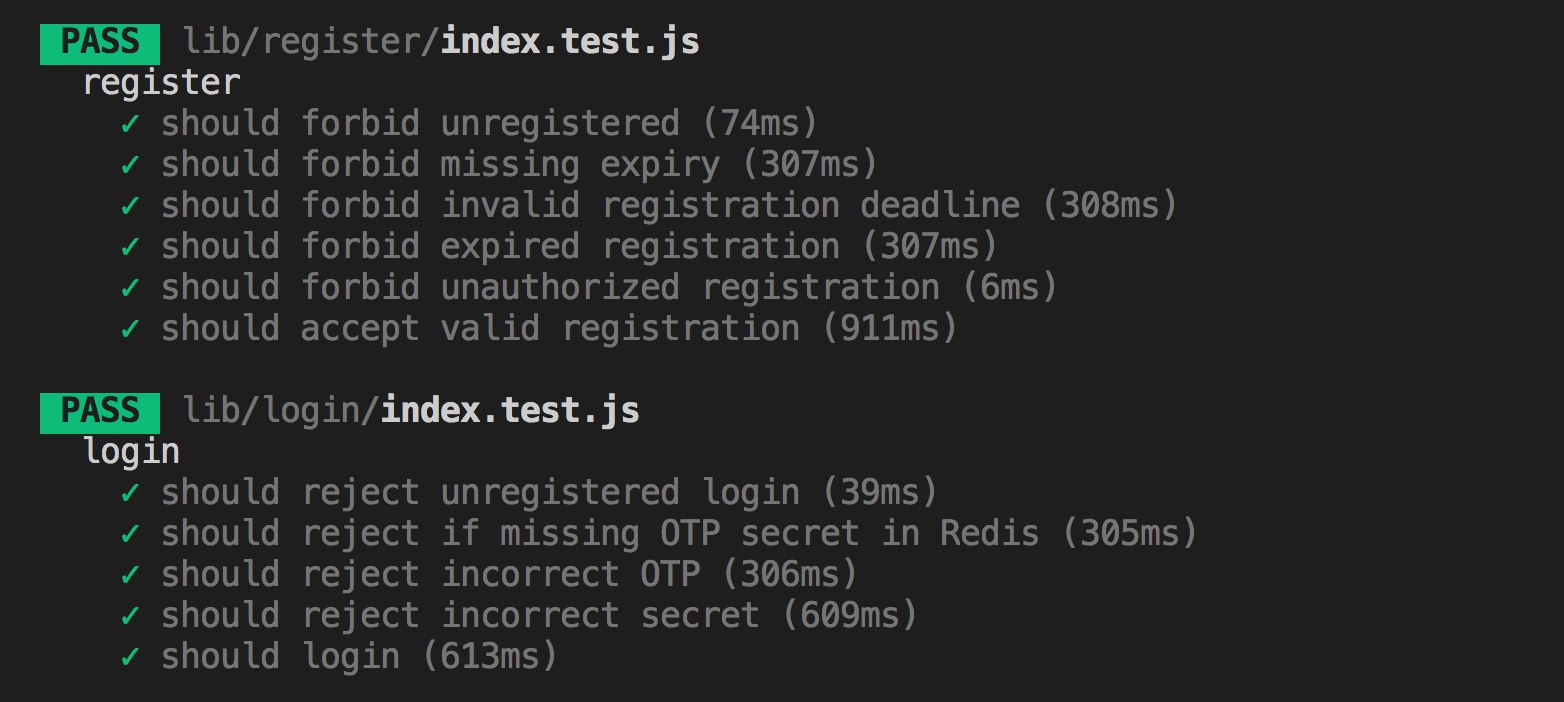 PASS lib/register/index.test.js
register
✓ should forbid unregistered (74ms)
✓ should forbid missing expiry (307ms)
✓ should forbid invalid registration deadline (308ms)
✓ should forbid expired registration (307ms)
✓ should forbid unauthorized registration (6ms)
✓ should accept valid registration (911ms)
PASS lib/login/index.test.js
login
✓ should reject unregistered login (39ms)
✓ should reject if missing OTP secret in Redis (305ms)
✓ should reject incorrect OTP (306ms)
✓ should reject incorrect secret (609ms)
✓ should login (613ms)